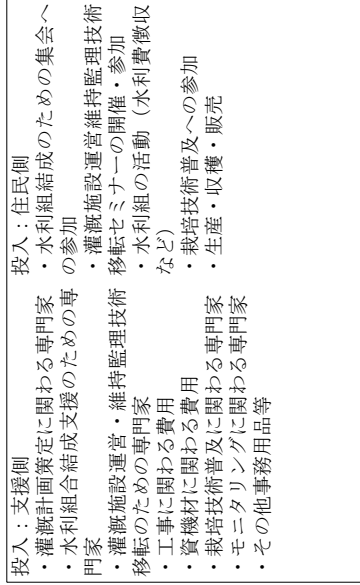 投入：支援側
・灌漑計画策定に関わる専門家
・水利組合結成支援のための専
門家
・灌漑施設運営・維持監理技術
移転のための専門家
・工事に関わる費用
・資機材に関わる費用
・栽培技術普及に関わる専門家
・モニタリングに関わる専門家
・その他事務用品等
投入：住民側
・水利組結成のための集会へ
の参加
・灌漑施設運営維持監理技術
移転セミナーの開催・参加
・水利組の活動（水利費徴収
など）
・栽培技術普及への参加
・生産・収穫・販売